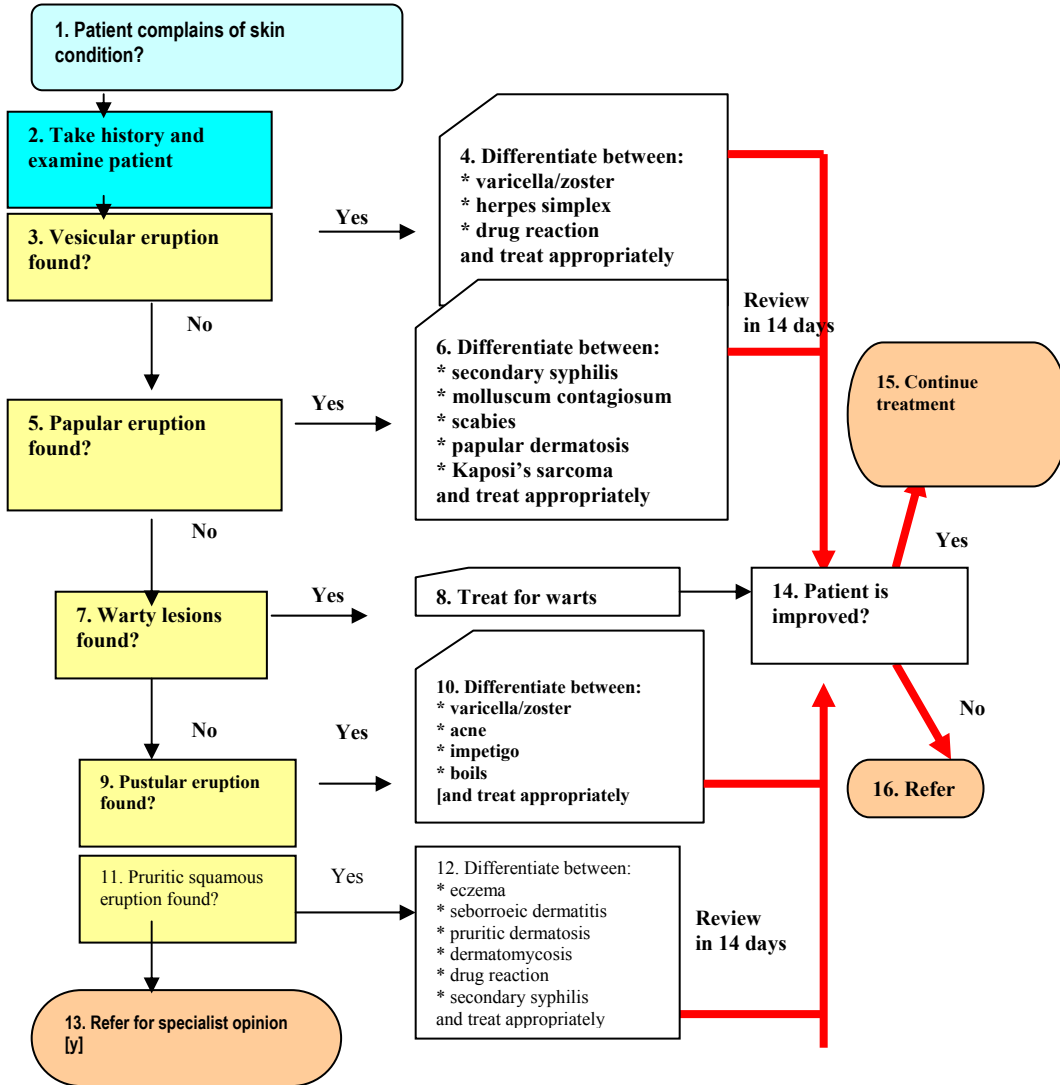 1. Patient complains of skin
condition?
2. Take history and
examine patient
3. Vesicular eruption
found?
Yes
4. Differentiate between:
* varicella/zoster
* herpes simplex
* drug reaction
and treat appropriately
No
Review
in 14 days
5. Papular eruption
found?
Yes
6. Differentiate between:
* secondary syphilis
* molluscum contagiosum
* scabies
* papular dermatosis
* Kaposi's sarcoma
and treat appropriately
15. Continue
treatment
No
Yes
7. Warty lesions
found?
Yes
8. Treat for warts
14. Patient is
improved?
No
Yes
10. Differentiate between:
* varicella/zoster
* acne
* impetigo
* boils
[and treat appropriately
No
9. Pustular eruption
found?
16. Refer
11. Pruritic squamous
eruption found?
Yes
12. Differentiate between:
* eczema
* seborroeic dermatitis
* pruritic dermatosis
* dermatomycosis
* drug reaction
* secondary syphilis
and treat appropriately
Review
in 14 days
13. Refer for specialist opinion
[y]